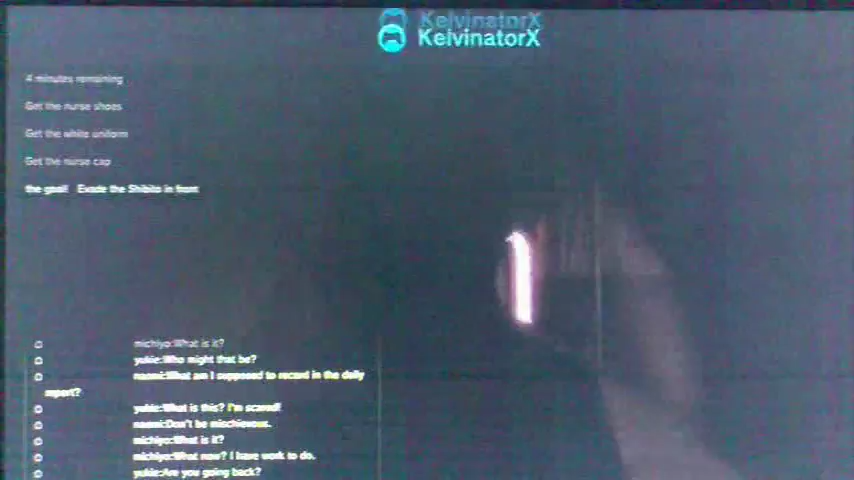 KelvinatorX
KelvinatorX
4 minutes remaining
Get the nurse shoes
Get the white uniform
Get the nurse cap
the goal! Evade the Shibito in front
michiyo:What is it?
yukie:Who might that be?
naomi:What am I supposed to record in the daily
report?
yukie:What is this? I'm scared!
naomi:Don't be mischievous.
michiyo:What is it?
michiyo:What now? I have work to do.
yukie:Are you going back?